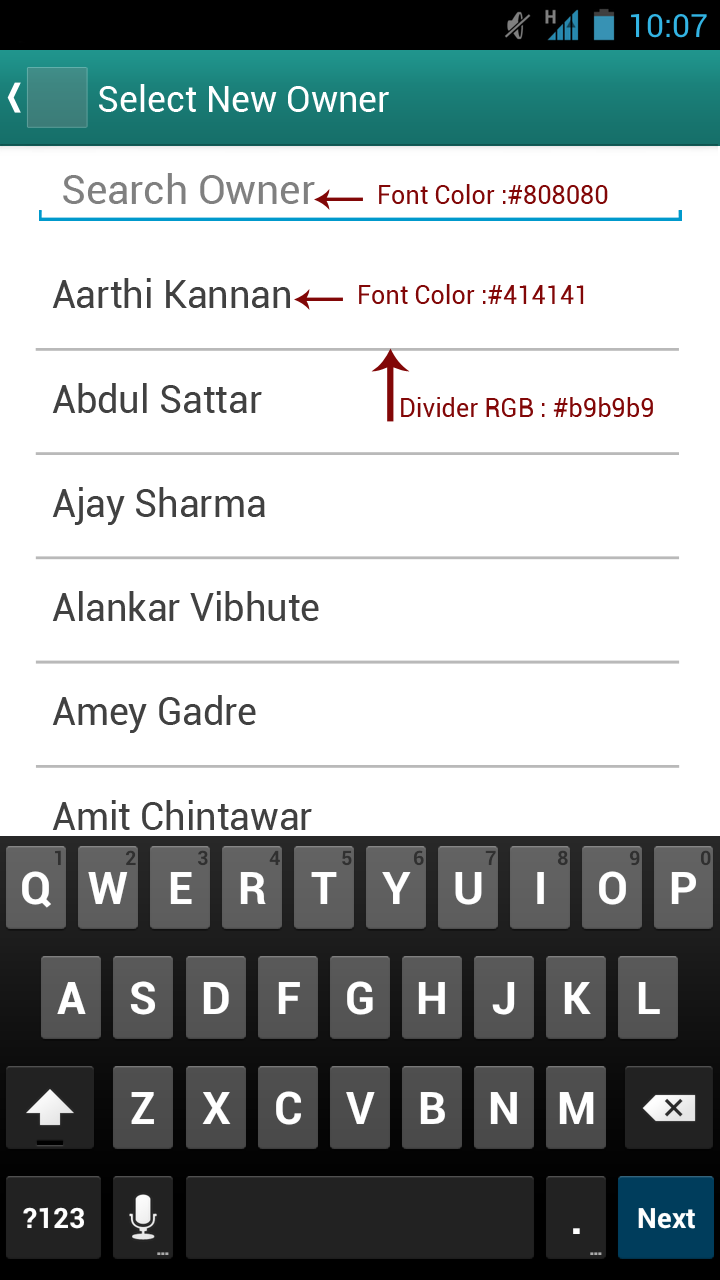 H 10:07
Select New Owner
Search Owner Font Color :#808080
Aarthi Kannan Font Color :#414141
Abdul Sattar Divider RGB : #b9b9b9
Ajay Sharma
Alankar Vibhute
Amey Gadre
Amit Chintawar
1 2 3 4 5 6 7 8 9 0
Q W E R T Y U I O P
A S D F G H J K L
Z X C V B N M
?123 ... . ... Next